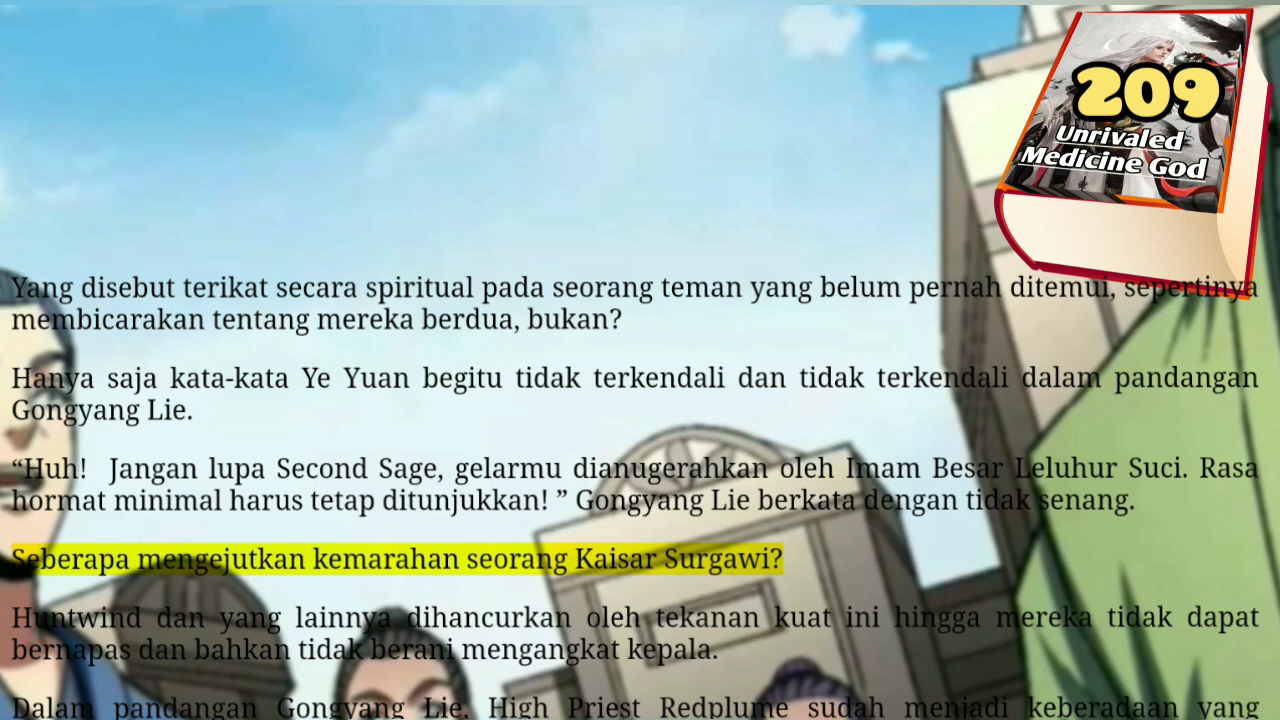 209
Unrivaled
Medicine God
Yang disebut terikat secara spiritual pada seorang teman yang belum pernah ditemui, sepertinya
membicarakan tentang mereka berdua, bukan?
Hanya saja kata-kata Ye Yuan begitu tidak terkendali dan tidak terkendali dalam pandangan
Gongyang Lie.
“Huh!  Jangan lupa Second Sage, gelarmu dianugerahkan oleh Imam Besar Leluhur Suci. Rasa
hormat minimal harus tetap ditunjukkan! ” Gongyang Lie berkata dengan tidak senang.
Seberapa mengejutkan kemarahan seorang Kaisar Surgawi?
Huntwind dan yang lainnya dihancurkan oleh tekanan kuat ini hingga mereka tidak dapat
bernapas dan bahkan tidak berani mengangkat kepala.
Dalam pandangan Gongyang Lie, High Priest Redplume sudah menjadi keberadaan yang